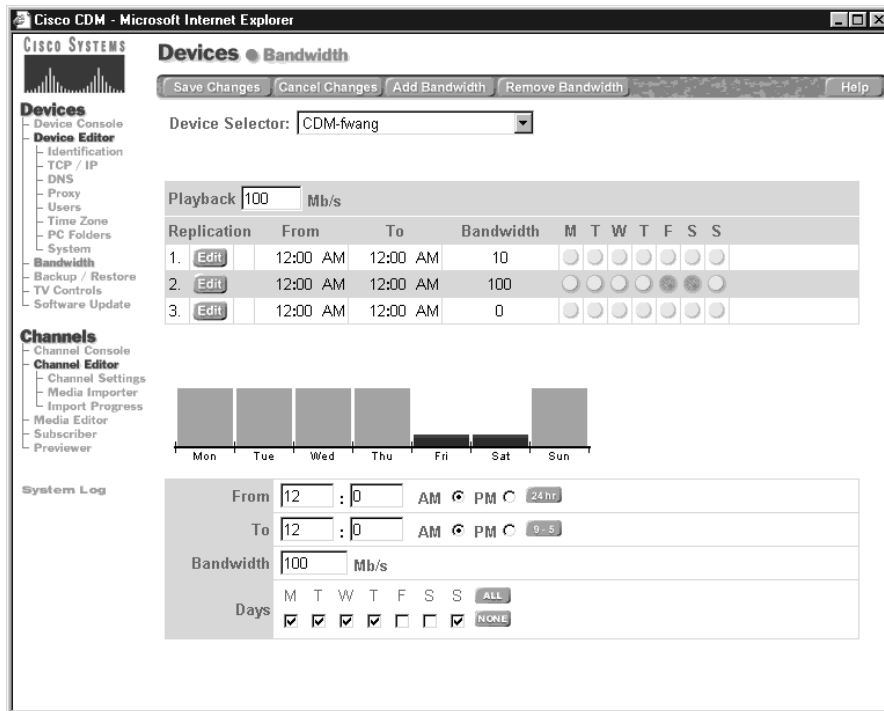 Cisco CDM - Microsoft Internet Explorer
CISCO SYSTEMS
Devices
Device Console
Device Editor
Identification
TCP / IP
DNS
Proxy
Users
Time Zone
PC Folders
System
Bandwidth
Backup / Restore
TV Controls
Software Update
Channels
Channel Console
Channel Editor
Channel Settings
Media Importer
Import Progress
Media Editor
Subscriber
Previewer
System Log
Devices Bandwidth
Save Changes Cancel Changes Add Bandwidth Remove Bandwidth Help
Device Selector: CDM-fwang
Playback 100 Mb/s
Replication From To Bandwidth M T W T F S S
1. Edit 12:00 AM 12:00 AM 10
2. Edit 12:00 AM 12:00 AM 100
3. Edit 12:00 AM 12:00 AM 0
Mon Tue Wed Thu Fri Sat Sun
From 12 : 0 AM PM 24 hr
To 12 : 0 AM PM 9 - 5
Bandwidth 100 Mb/s
M T W T F S S ALL
Days NONE